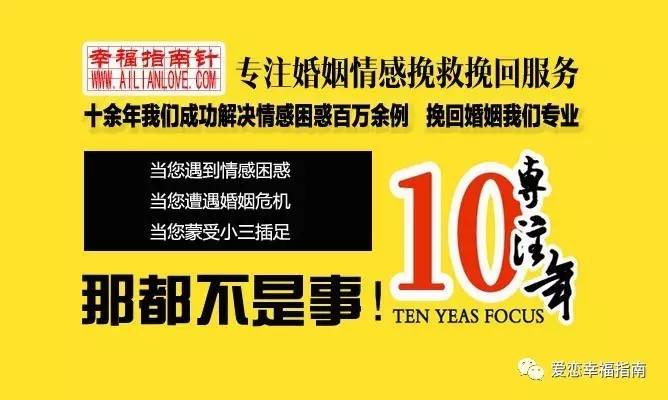 幸福指南针
WWW.AILIANLOVE.COM
专注婚姻情感挽救挽回服务
十余年我们成功解决情感困惑百万余例 挽回婚姻我们专业
当您遇到情感困惑
当您遭遇婚姻危机
当您蒙受小三插足
那都不是事！
10
專注
年
TEN YEAS FOCUS
爱恋幸福指南